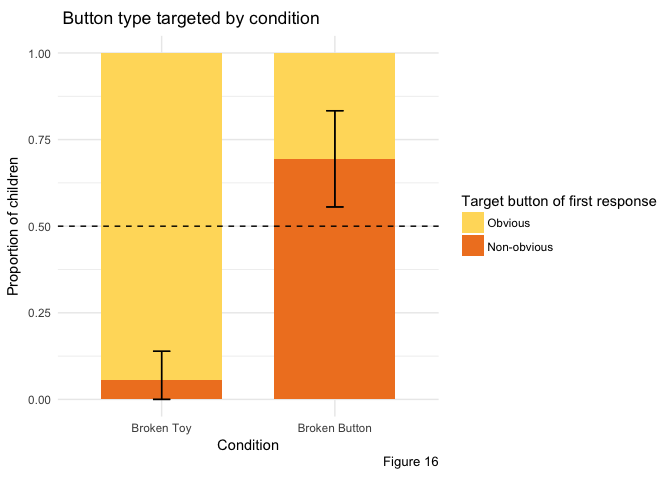 Button type targeted by condition
1.00
0.75
0.50
0.25
0.00
Proportion of children
Broken Toy
Broken Button
Condition
Target button of first response
Obvious
Non-obvious
Figure 16